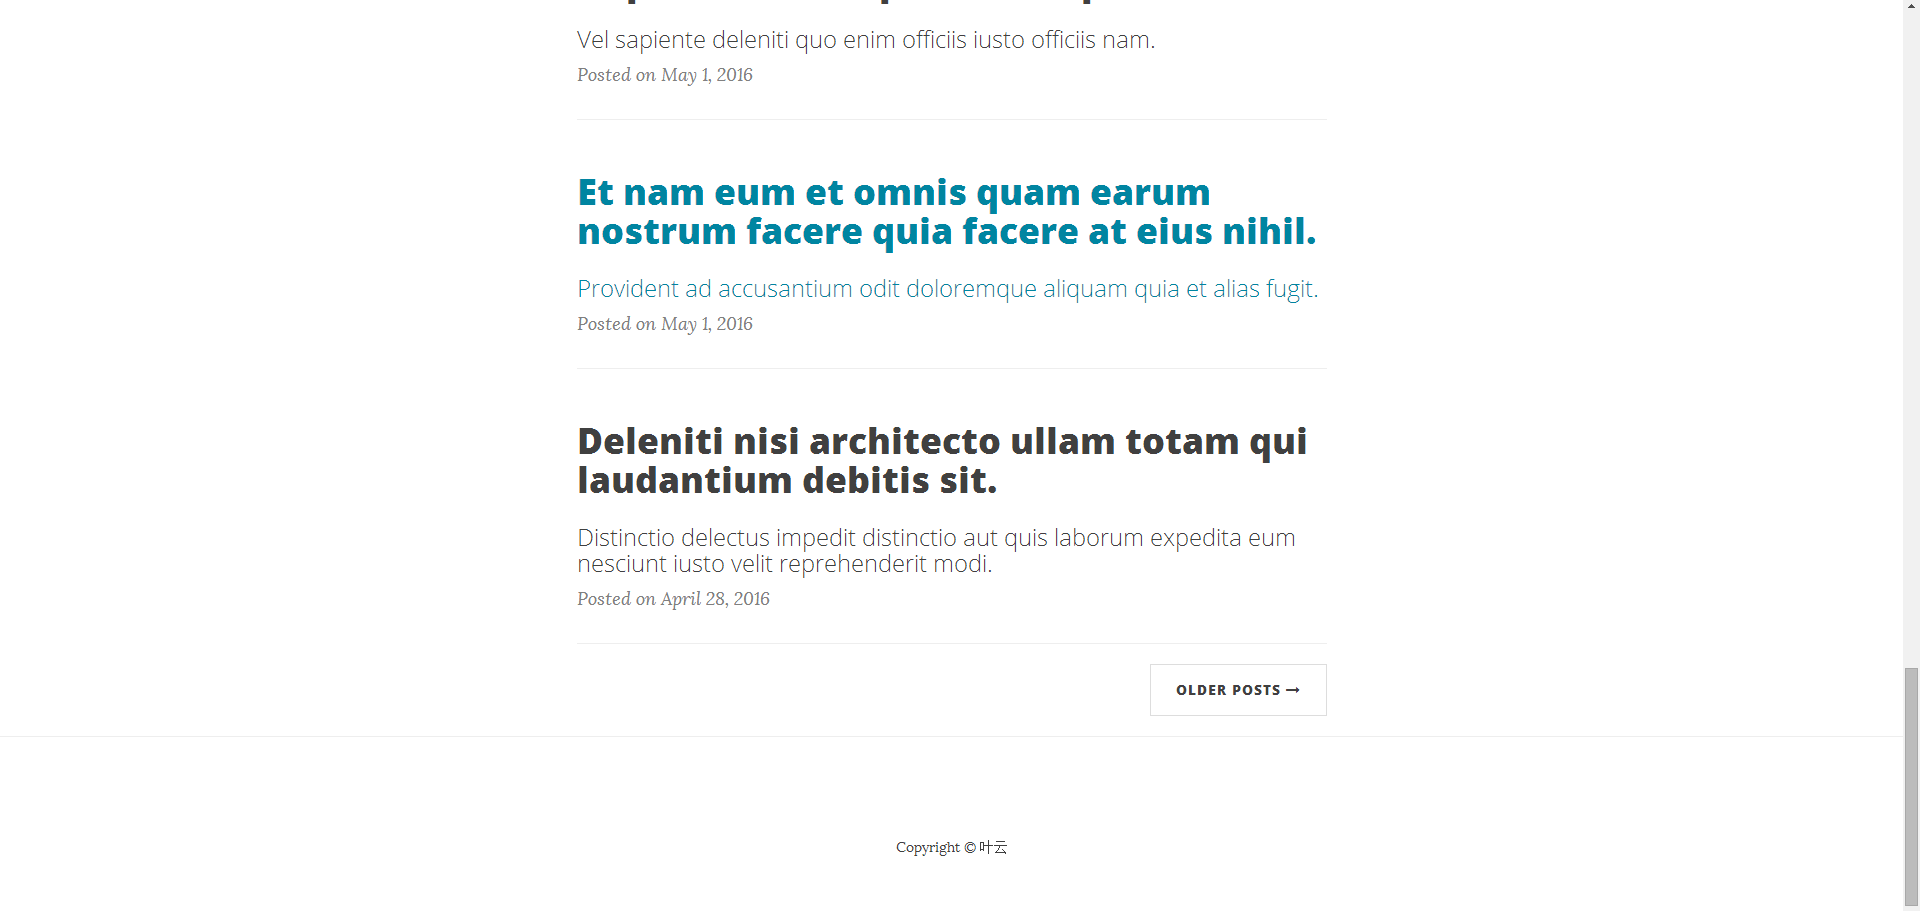 Vel sapiente deleniti quo enim officiis iusto officiis nam.
Posted on May 1, 2016
Et nam eum et omnis quam earum
nostrum facere quia facere at eius nihil.
Provident ad accusantium odit doloremque aliquam quia et alias fugit.
Posted on May 1, 2016
Deleniti nisi architecto ullam totam qui
laudantium debitis sit.
Distinctio delectus impedit distinctio aut quis laborum expedita eum
nesciunt iusto velit reprehenderit modi.
Posted on April 28, 2016
OLDER POSTS →
Copyright © 叶云